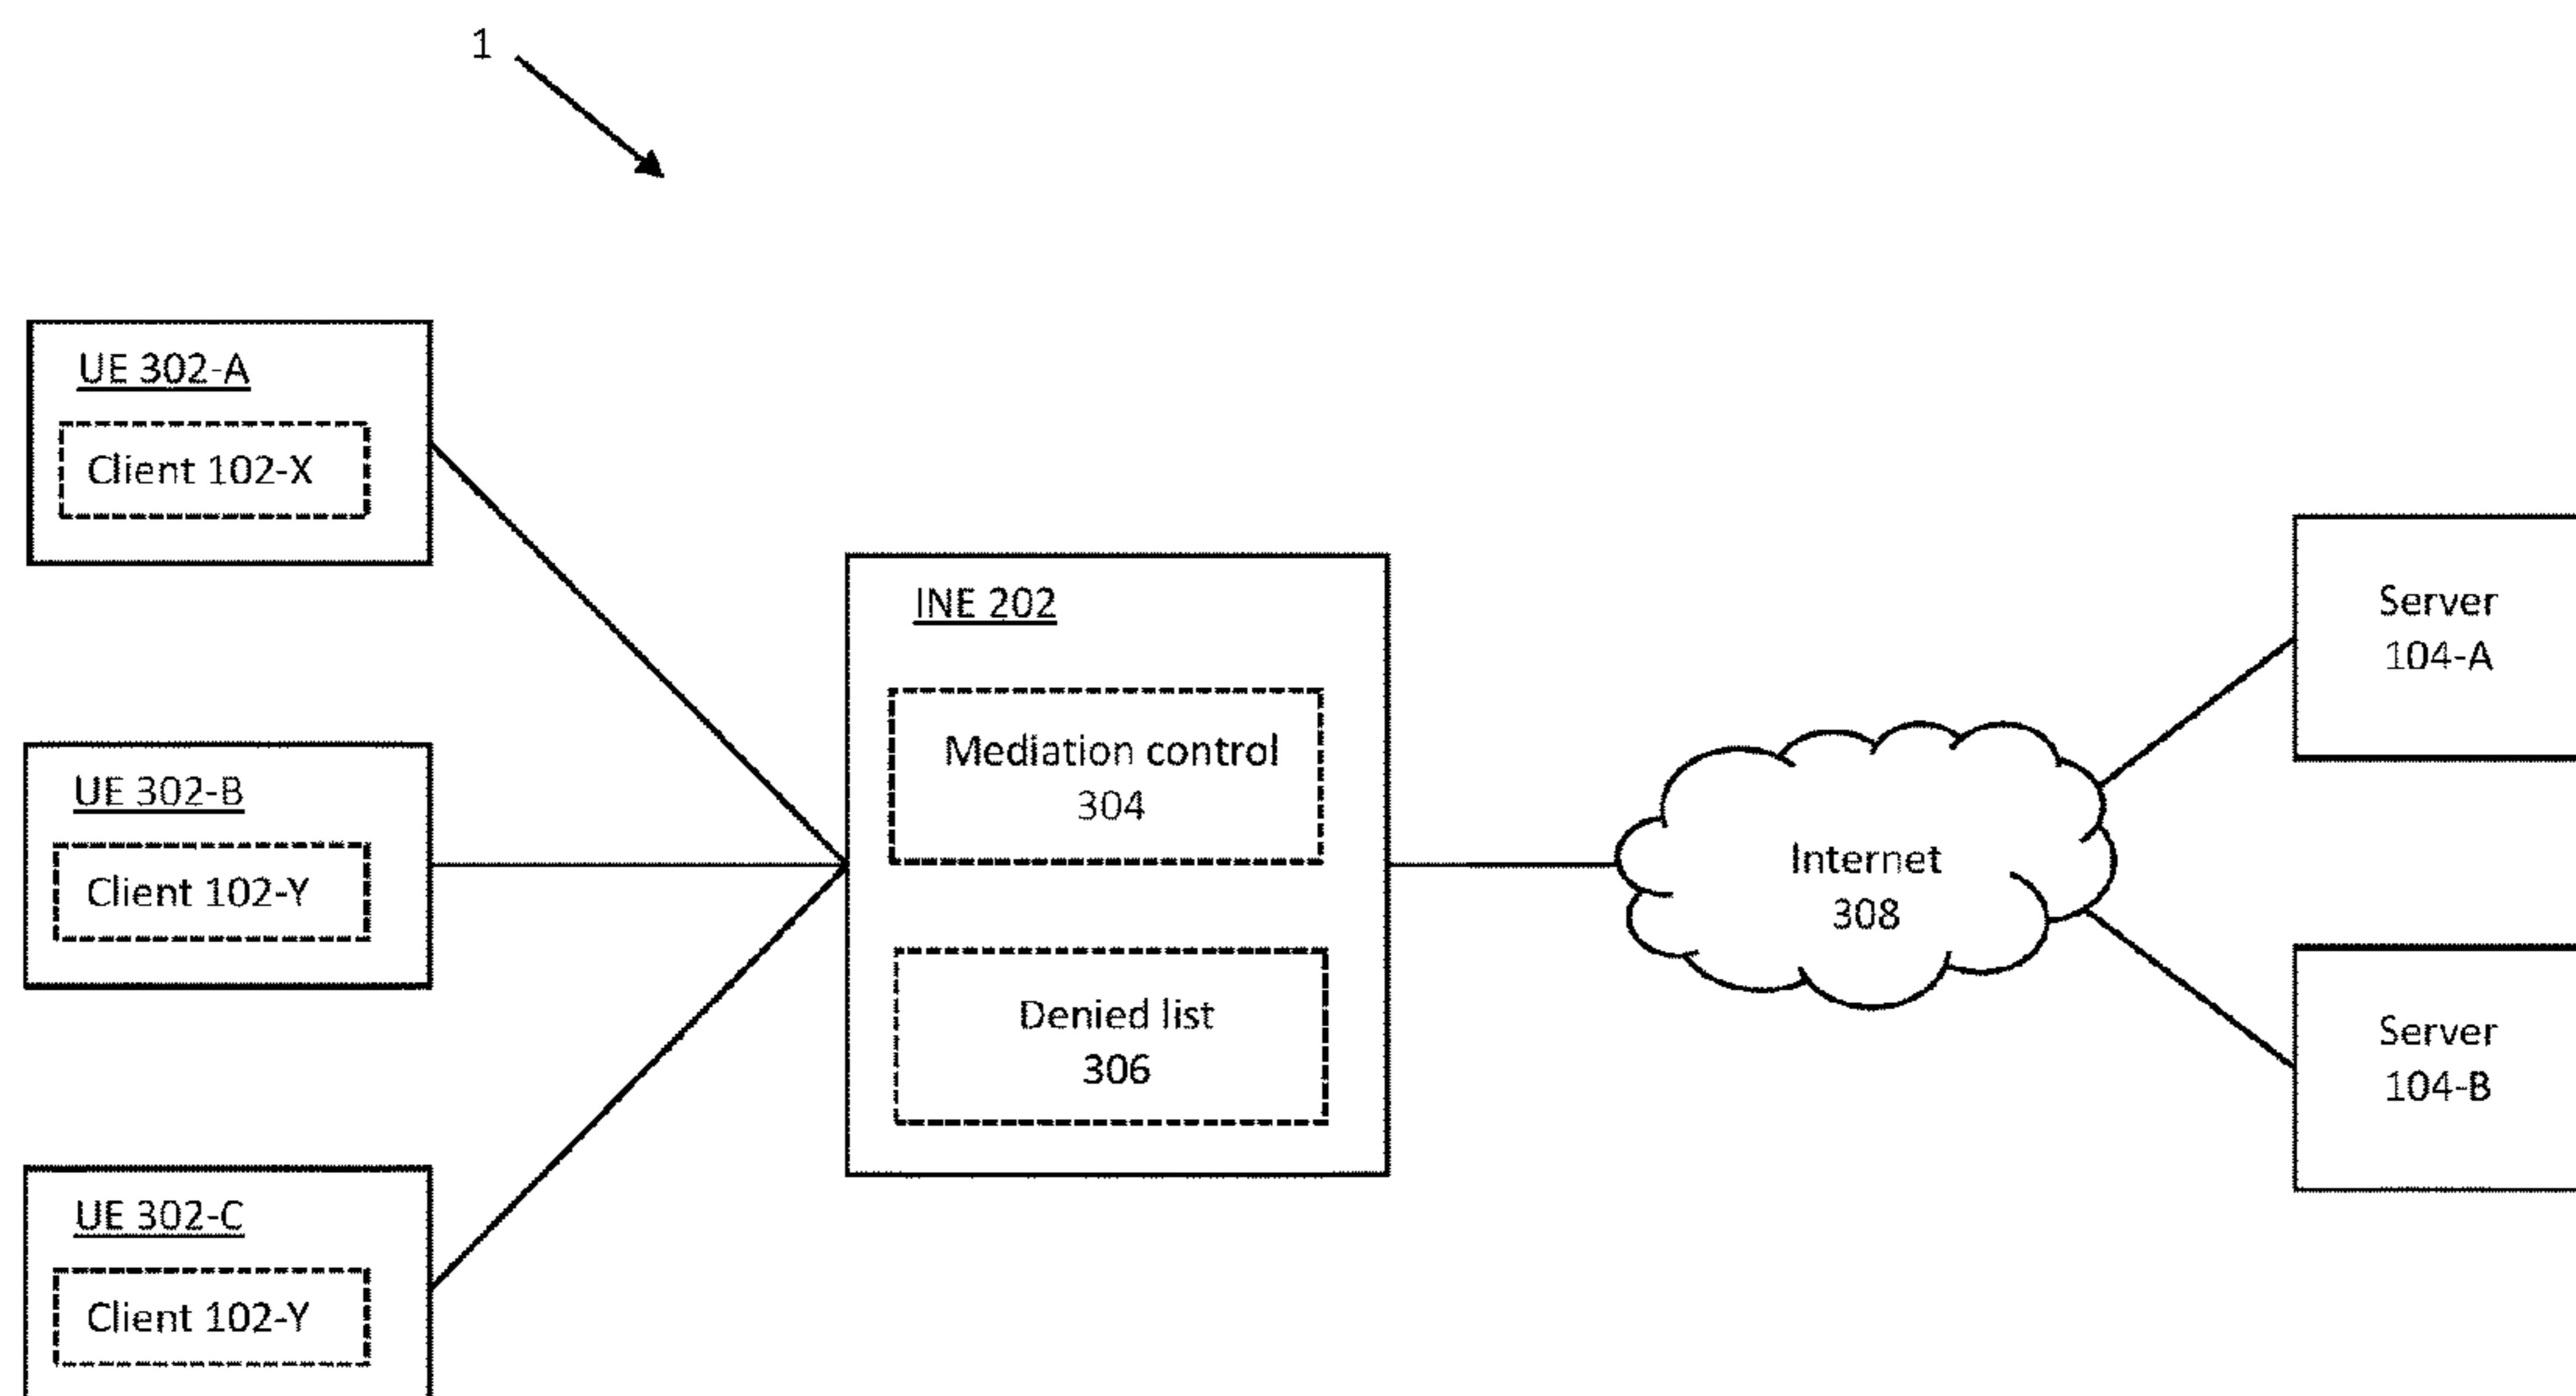 1
UE 302-A
Client 102-X
UE 302-B
Client 102-Y
UE 302-C
Client 102-Y
INE 202
Mediation control
304
Denied list
306
Internet
308
Server
104-A
Server
104-B